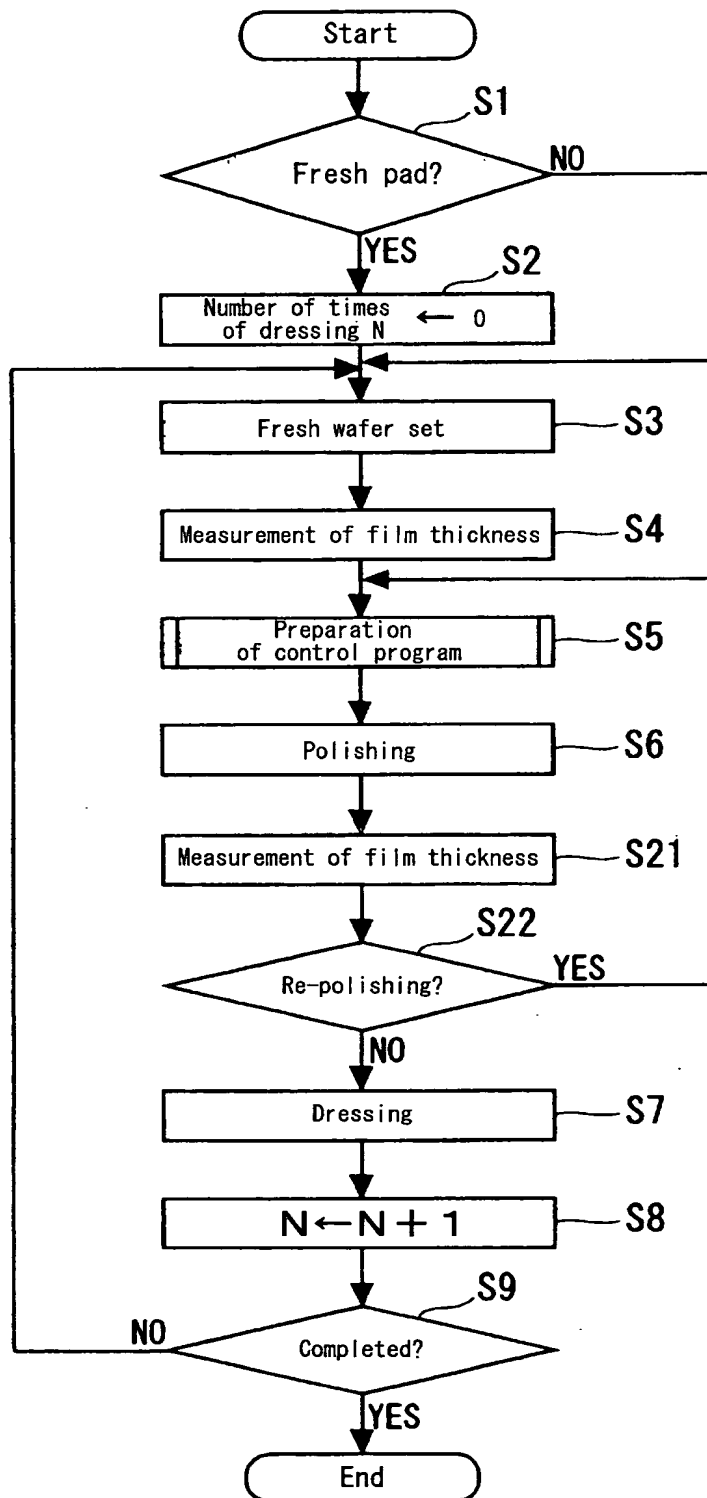 Start
S1
Fresh pad?
NO
YES
S2
Number of times
of dressing N ← 0
Fresh wafer set
S3
Measurement of film thickness
S4
Preparation
of control program
S5
Polishing
S6
Measurement of film thickness
S21
S22
Re-polishing?
YES
NO
Dressing
S7
N←N+1
S8
S9
NO
Completed?
YES
End